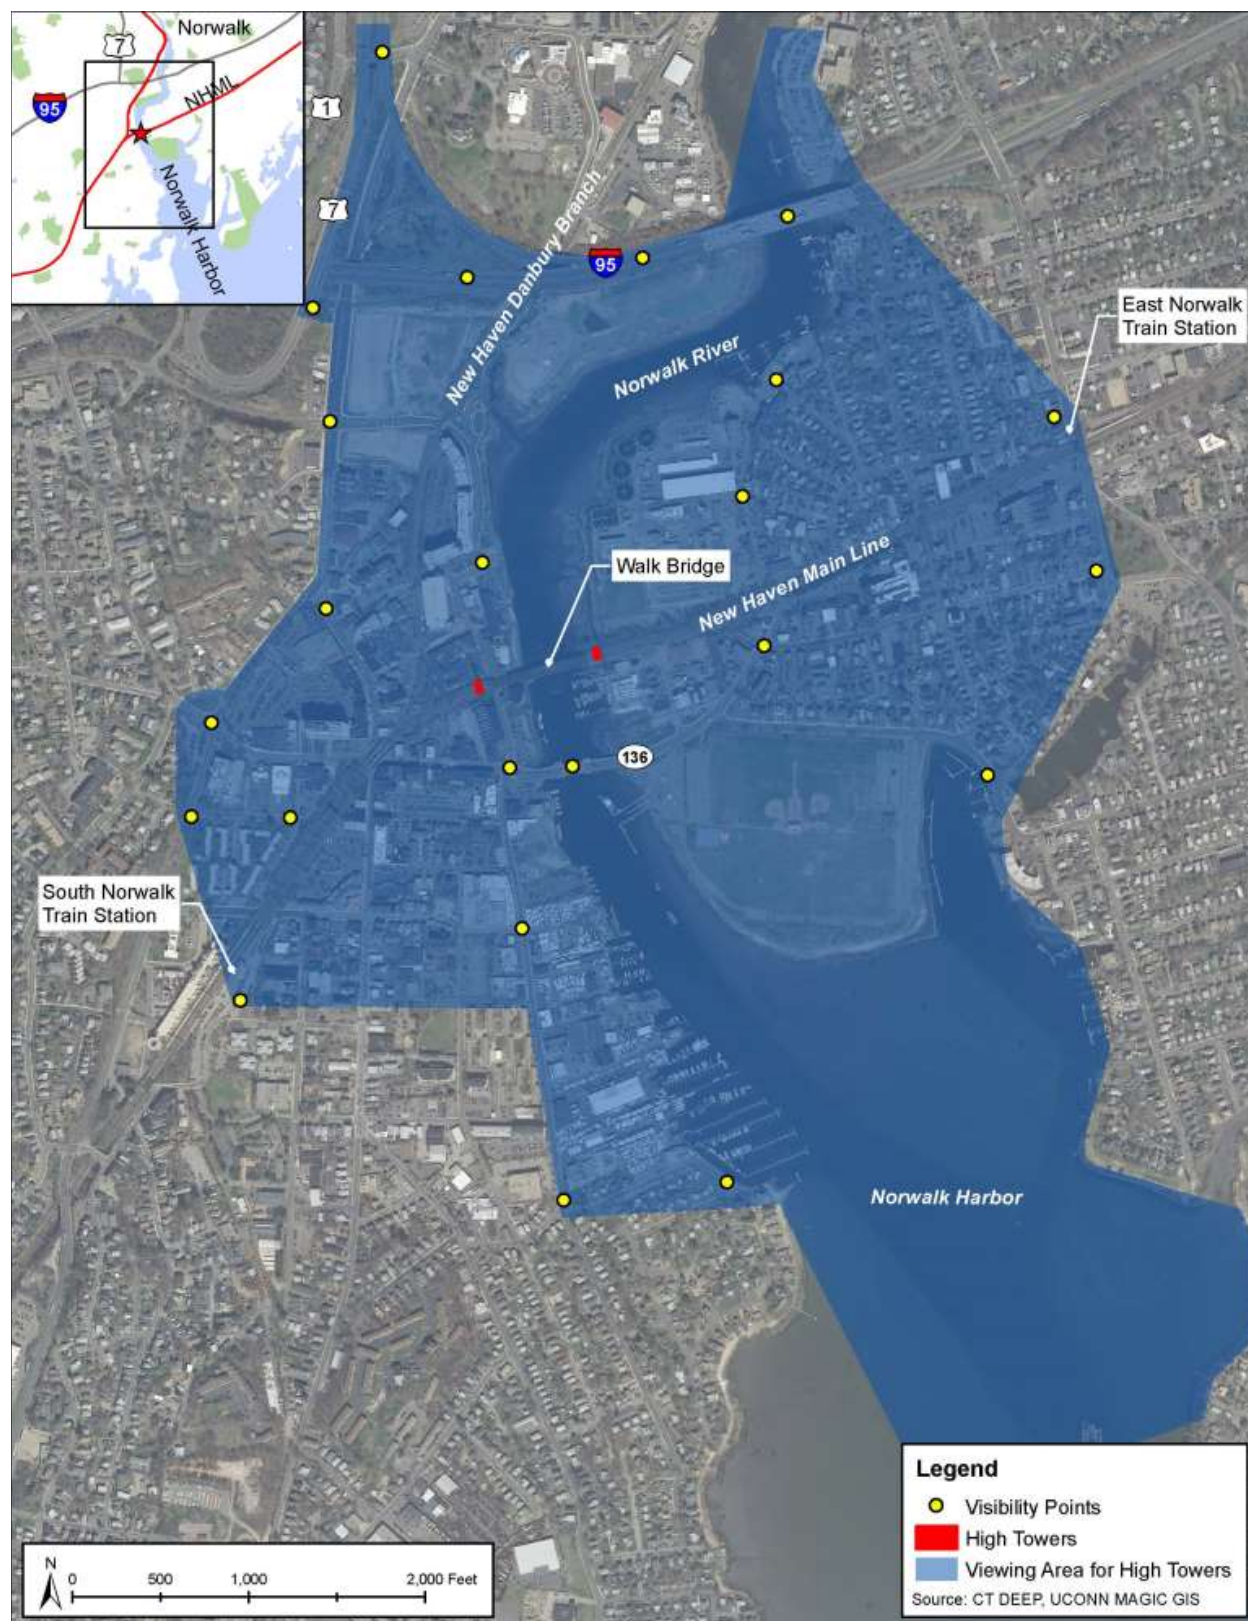 Norwalk
7
NHML
95
Norwalk Harbor
1
7
New Haven Danbury Branch
95
East Norwalk
Train Station
Norwalk River
Walk Bridge
New Haven Main Line
136
South Norwalk
Train Station
Norwalk Harbor
Legend
Visibility Points
High Towers
Viewing Area for High Towers
Source: CT DEEP, UCONN MAGIC GIS
N
0 500 1,000 2,000 Feet